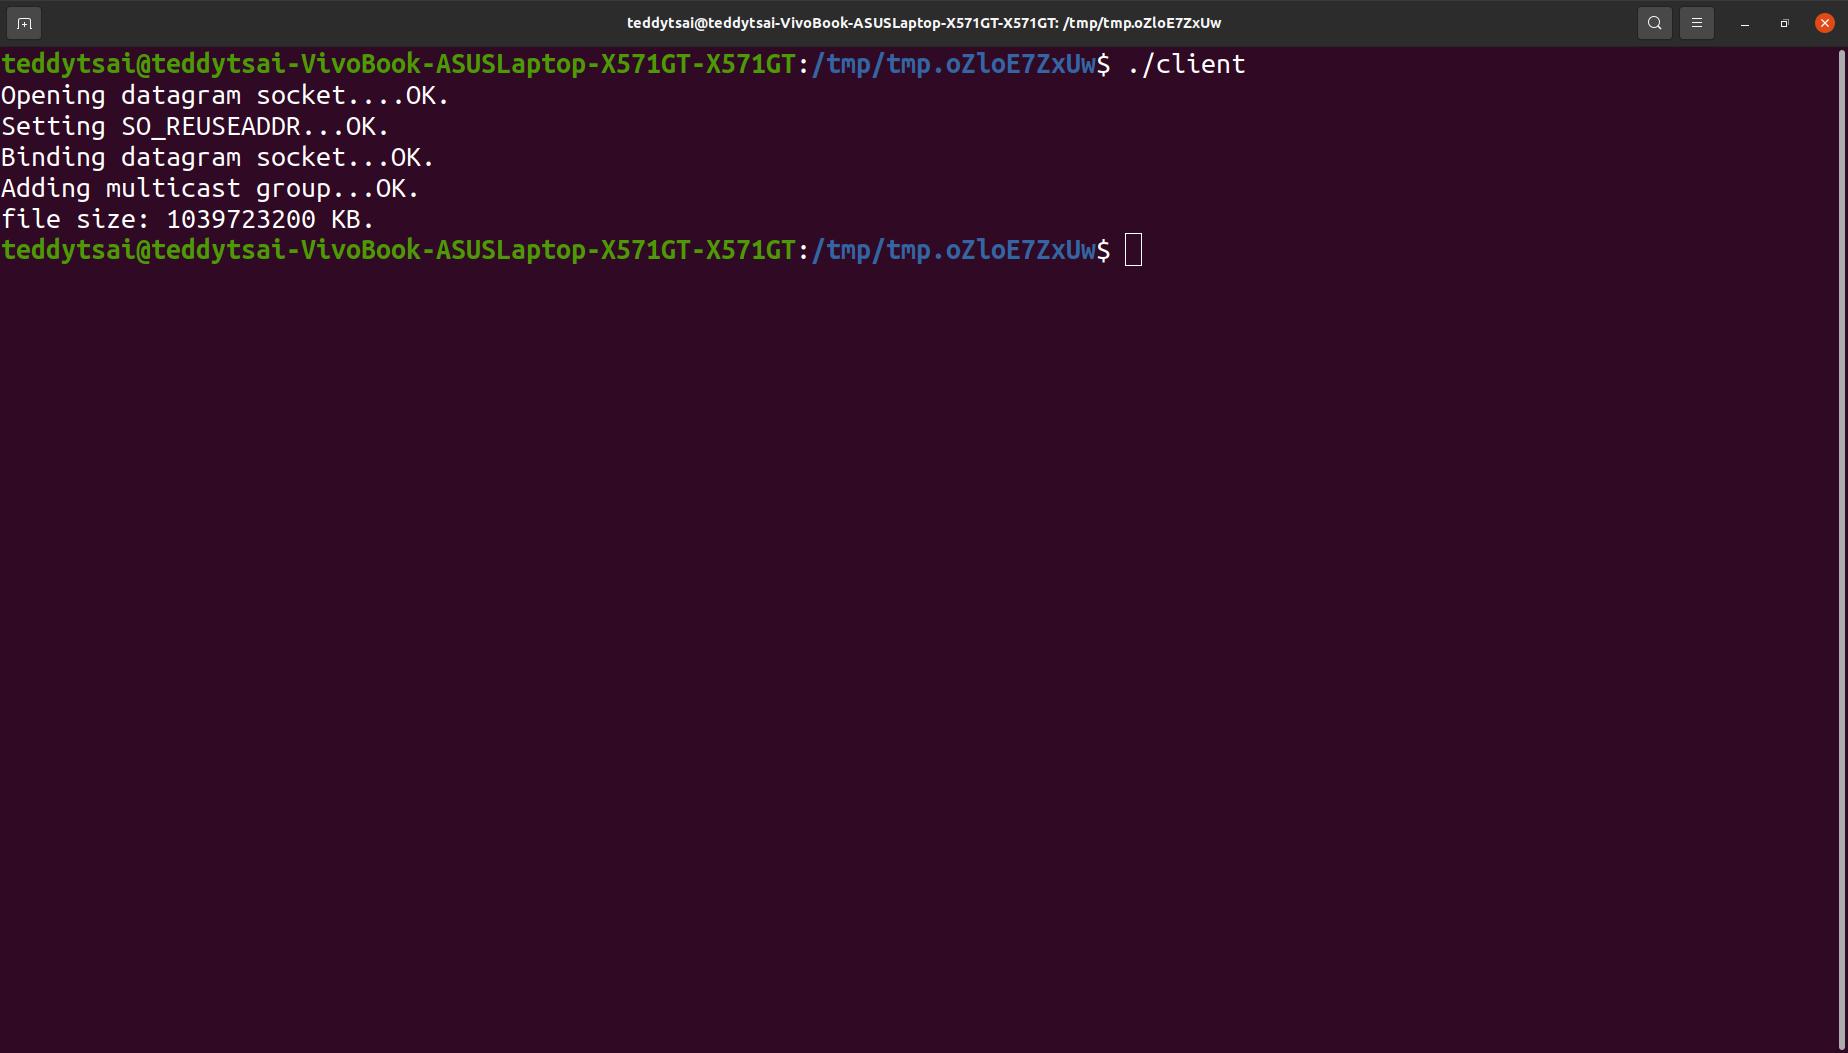 teddytsai@teddytsai-VivoBook-ASUSLaptop-X571GT-X571GT: /tmp/tmp.oZloE7ZxUw
teddytsai@teddytsai-VivoBook-ASUSLaptop-X571GT-X571GT:/tmp/tmp.oZloE7ZxUw$ ./client
Opening datagram socket....OK.
Setting SO_REUSEADDR...OK.
Binding datagram socket...OK.
Adding multicast group...OK.
file size: 1039723200 KB.
teddytsai@teddytsai-VivoBook-ASUSLaptop-X571GT-X571GT:/tmp/tmp.oZloE7ZxUw$